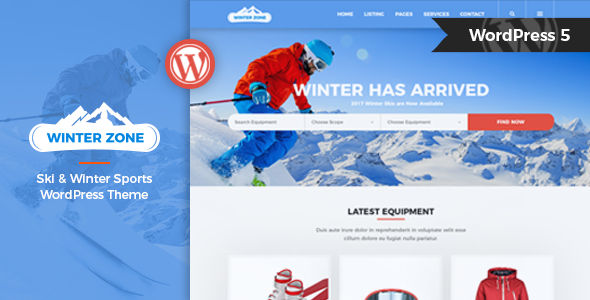 WINTER ZONE
Ski & Winter Sports
WordPress Theme
WordPress 5
WINTER ZONE
HOME LISTING PAGES SERVICES CONTACT
WINTER HAS ARRIVED
2017 Winter Skis are Now Available
Search Equipment Choose Scope Choose Equipment FIND NOW
LATEST EQUIPMENT
Duis aute irure dolor in reprehenderit in voluptate velit esse
cillum dolore eu fugiat nulla pariatur.